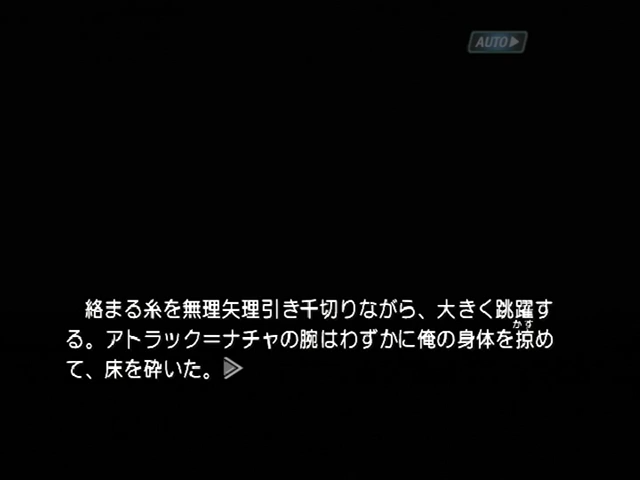 AUTO
絡まる糸を無理矢理引き千切りながら、大きく跳躍す
かす
る。アトラック＝ナチャの腕はわずかに俺の身体を掠め
て、床を砕いた。